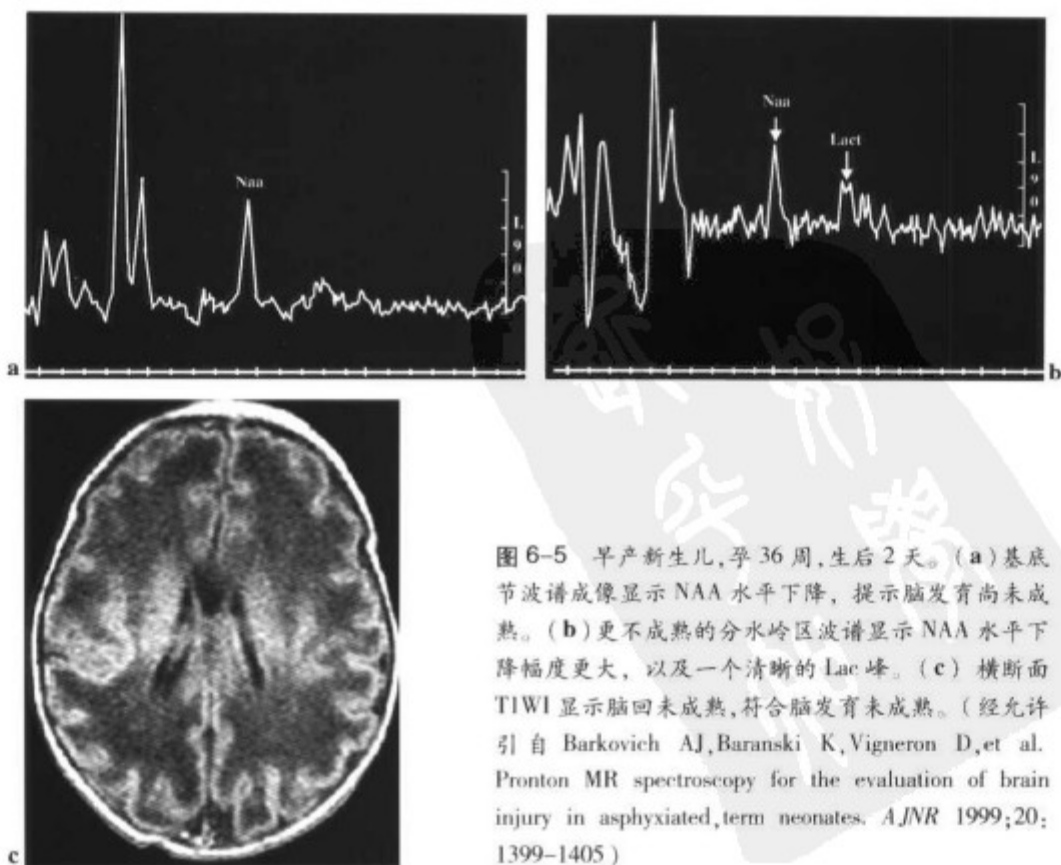 Naa
L
9
0
a
Naa
Lact
L
9
0
b
c
图 6-5 早产新生儿,孕 36 周,生后 2 天。(a)基底
节波谱成像显示 NAA 水平下降，提示脑发育尚未成
熟。(b)更不成熟的分水岭区波谱显示 NAA 水平下
降幅度更大，以及一个清晰的 Lac 峰。(c) 横断面
T1WI 显示脑回未成熟,符合脑发育未成熟。(经允许
引自 Barkovich AJ,Baranski K,Vigneron D,et al.
Pronton MR spectroscopy for the evaluation of brain
injury in asphyxiated,term neonates. AJNR 1999;20:
1399-1405)